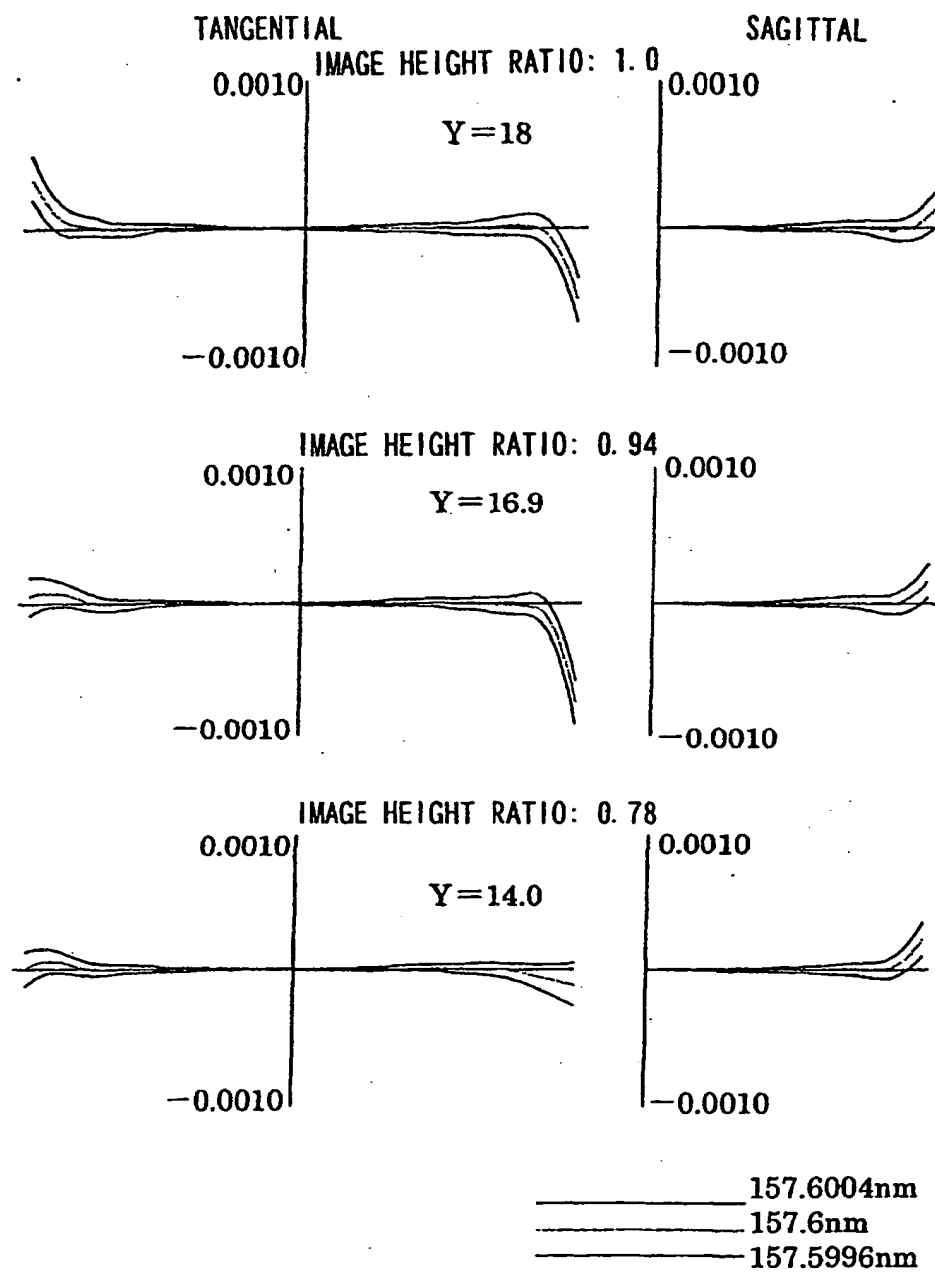 TANGENTIAL SAGITTAL
IMAGE HEIGHT RATIO: 1.0
0.0010 0.0010
Y=18
−0.0010 −0.0010
IMAGE HEIGHT RATIO: 0.94
0.0010 0.0010
Y=16.9
−0.0010 −0.0010
IMAGE HEIGHT RATIO: 0.78
0.0010 0.0010
Y=14.0
−0.0010 −0.0010
157.6004nm
157.6nm
157.5996nm